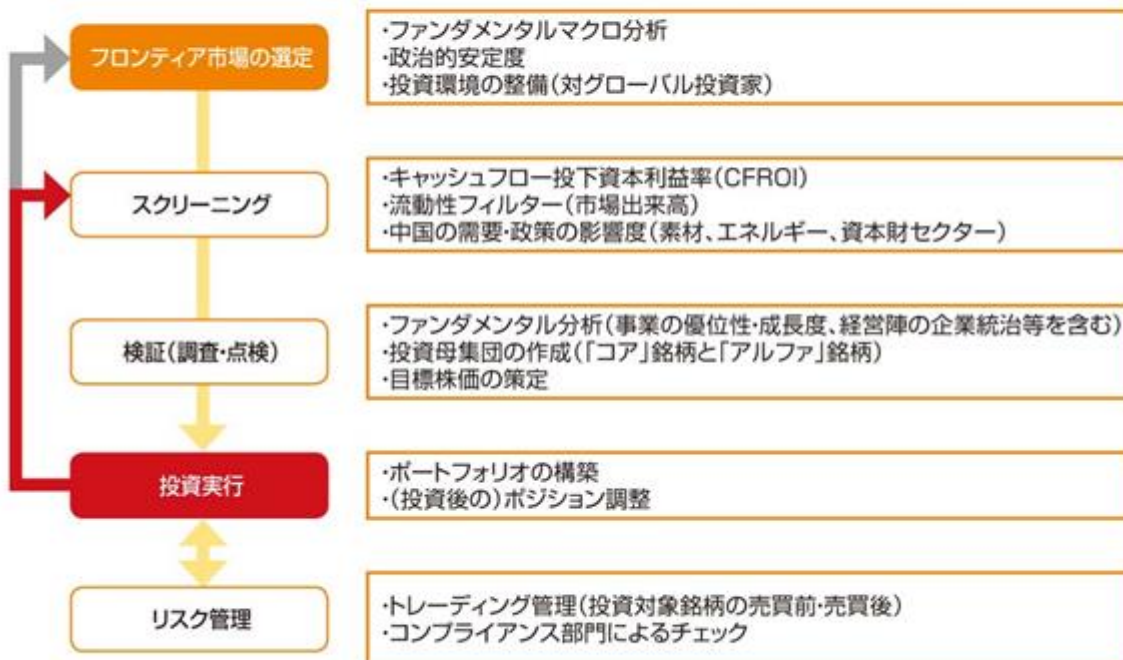 フロンティア市場の選定
・ファンダメンタルマクロ分析
・政治的安定度
・投資環境の整備(対グローバル投資家)
スクリーニング
・キャッシュフロー投下資本利益率(CFROI)
・流動性フィルター(市場出来高)
・中国の需要・政策の影響度(素材、エネルギー、資本財セクター)
検証(調査・点検)
・ファンダメンタル分析(事業の優位性・成長度、経営陣の企業統治等を含む)
・投資母集団の作成(「コア」銘柄と「アルファ」銘柄)
・目標株価の策定
投資実行
・ポートフォリオの構築
・(投資後の)ポジション調整
リスク管理
・トレーディング管理(投資対象銘柄の売買前・売買後)
・コンプライアンス部門によるチェック